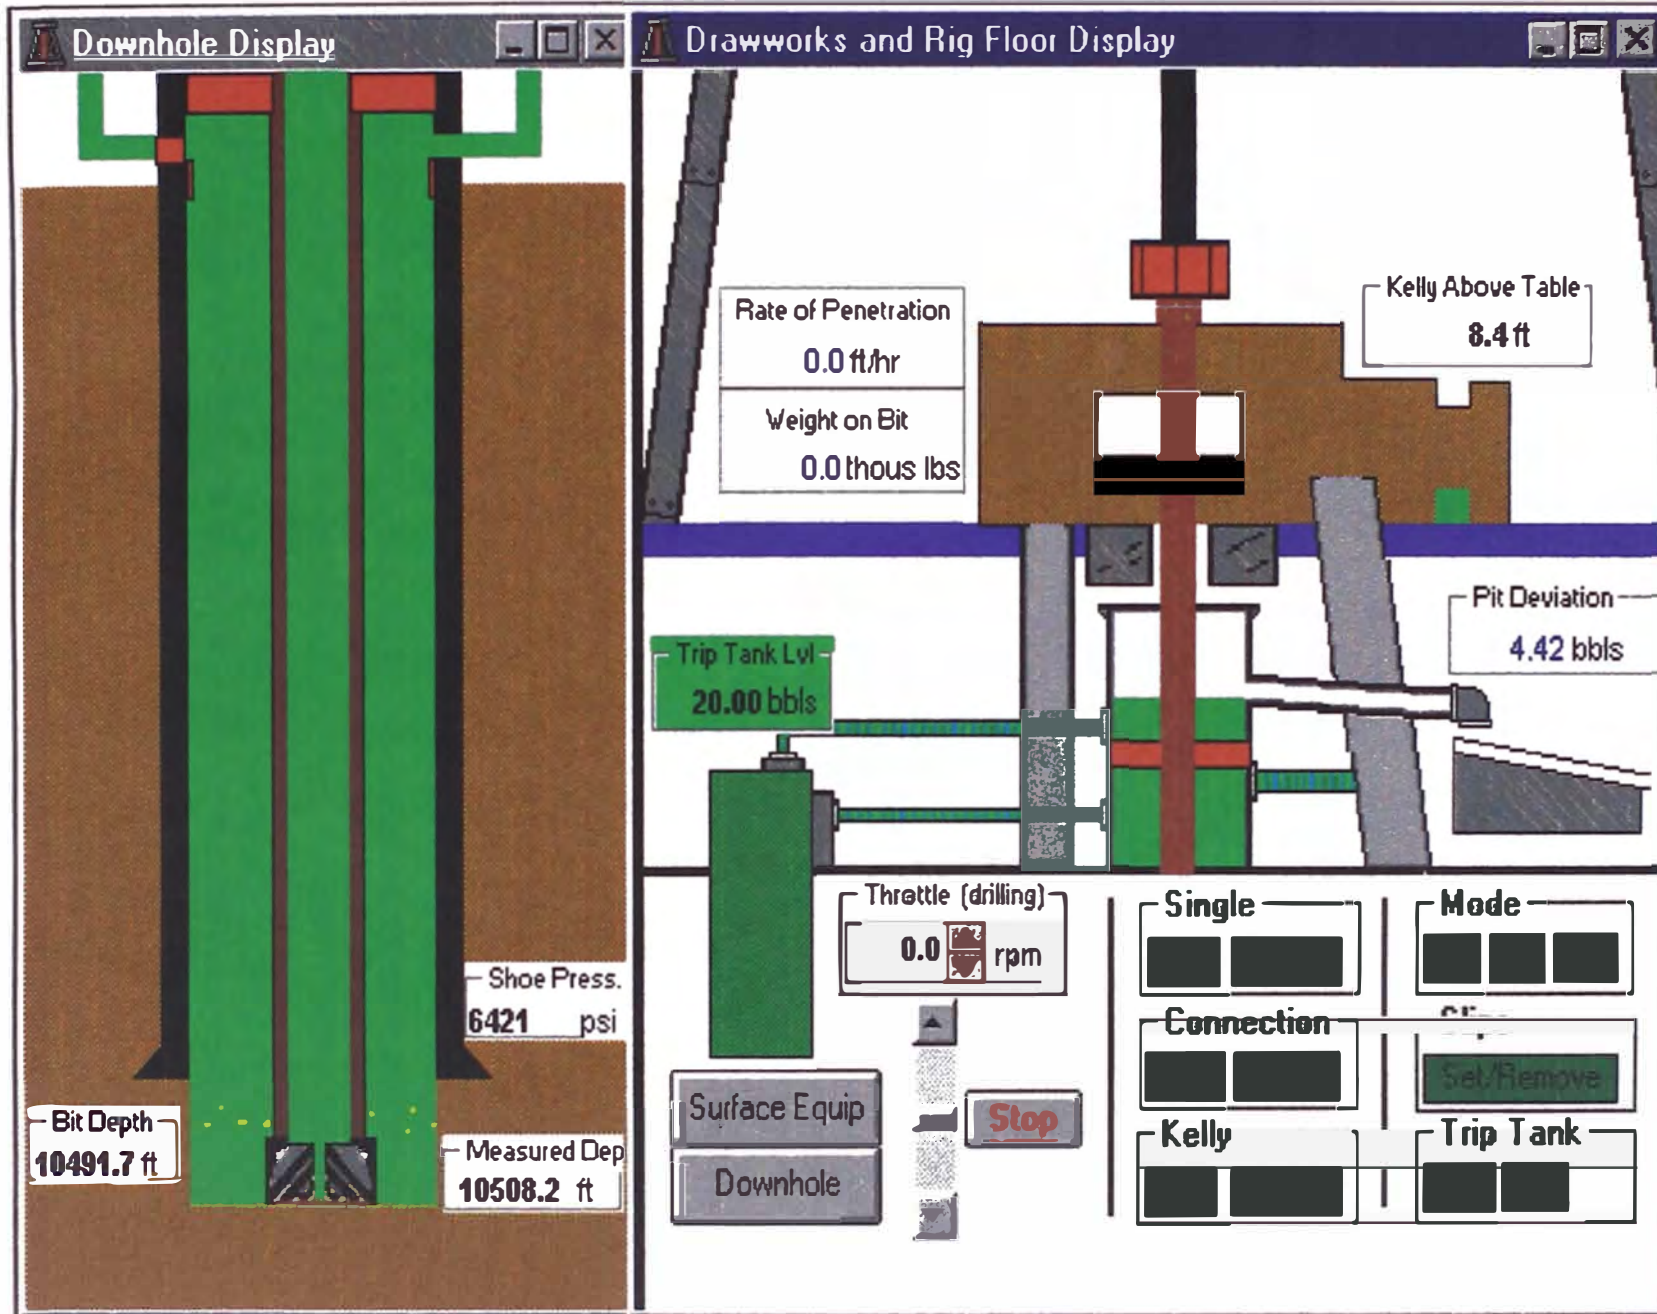 Downhole Display
Shoe Press.
6421 psi
Bit Depth
10491.7 ft
Measured Dep
10508.2 ft
Drawworks and Rig Floor Display
Rate of Penetration
0.0 ft/hr
Weight on Bit
0.0 thous lbs
Kelly Above Table
8.4 ft
Pit Deviation
4.42 bbls
Trip Tank Lvl
20.00 bbls
Throttle (drilling)
0.0 rpm
Surface Equip
Downhole
Stop
Single
Connection
Kelly
Mode
Set/Remove
Trip Tank